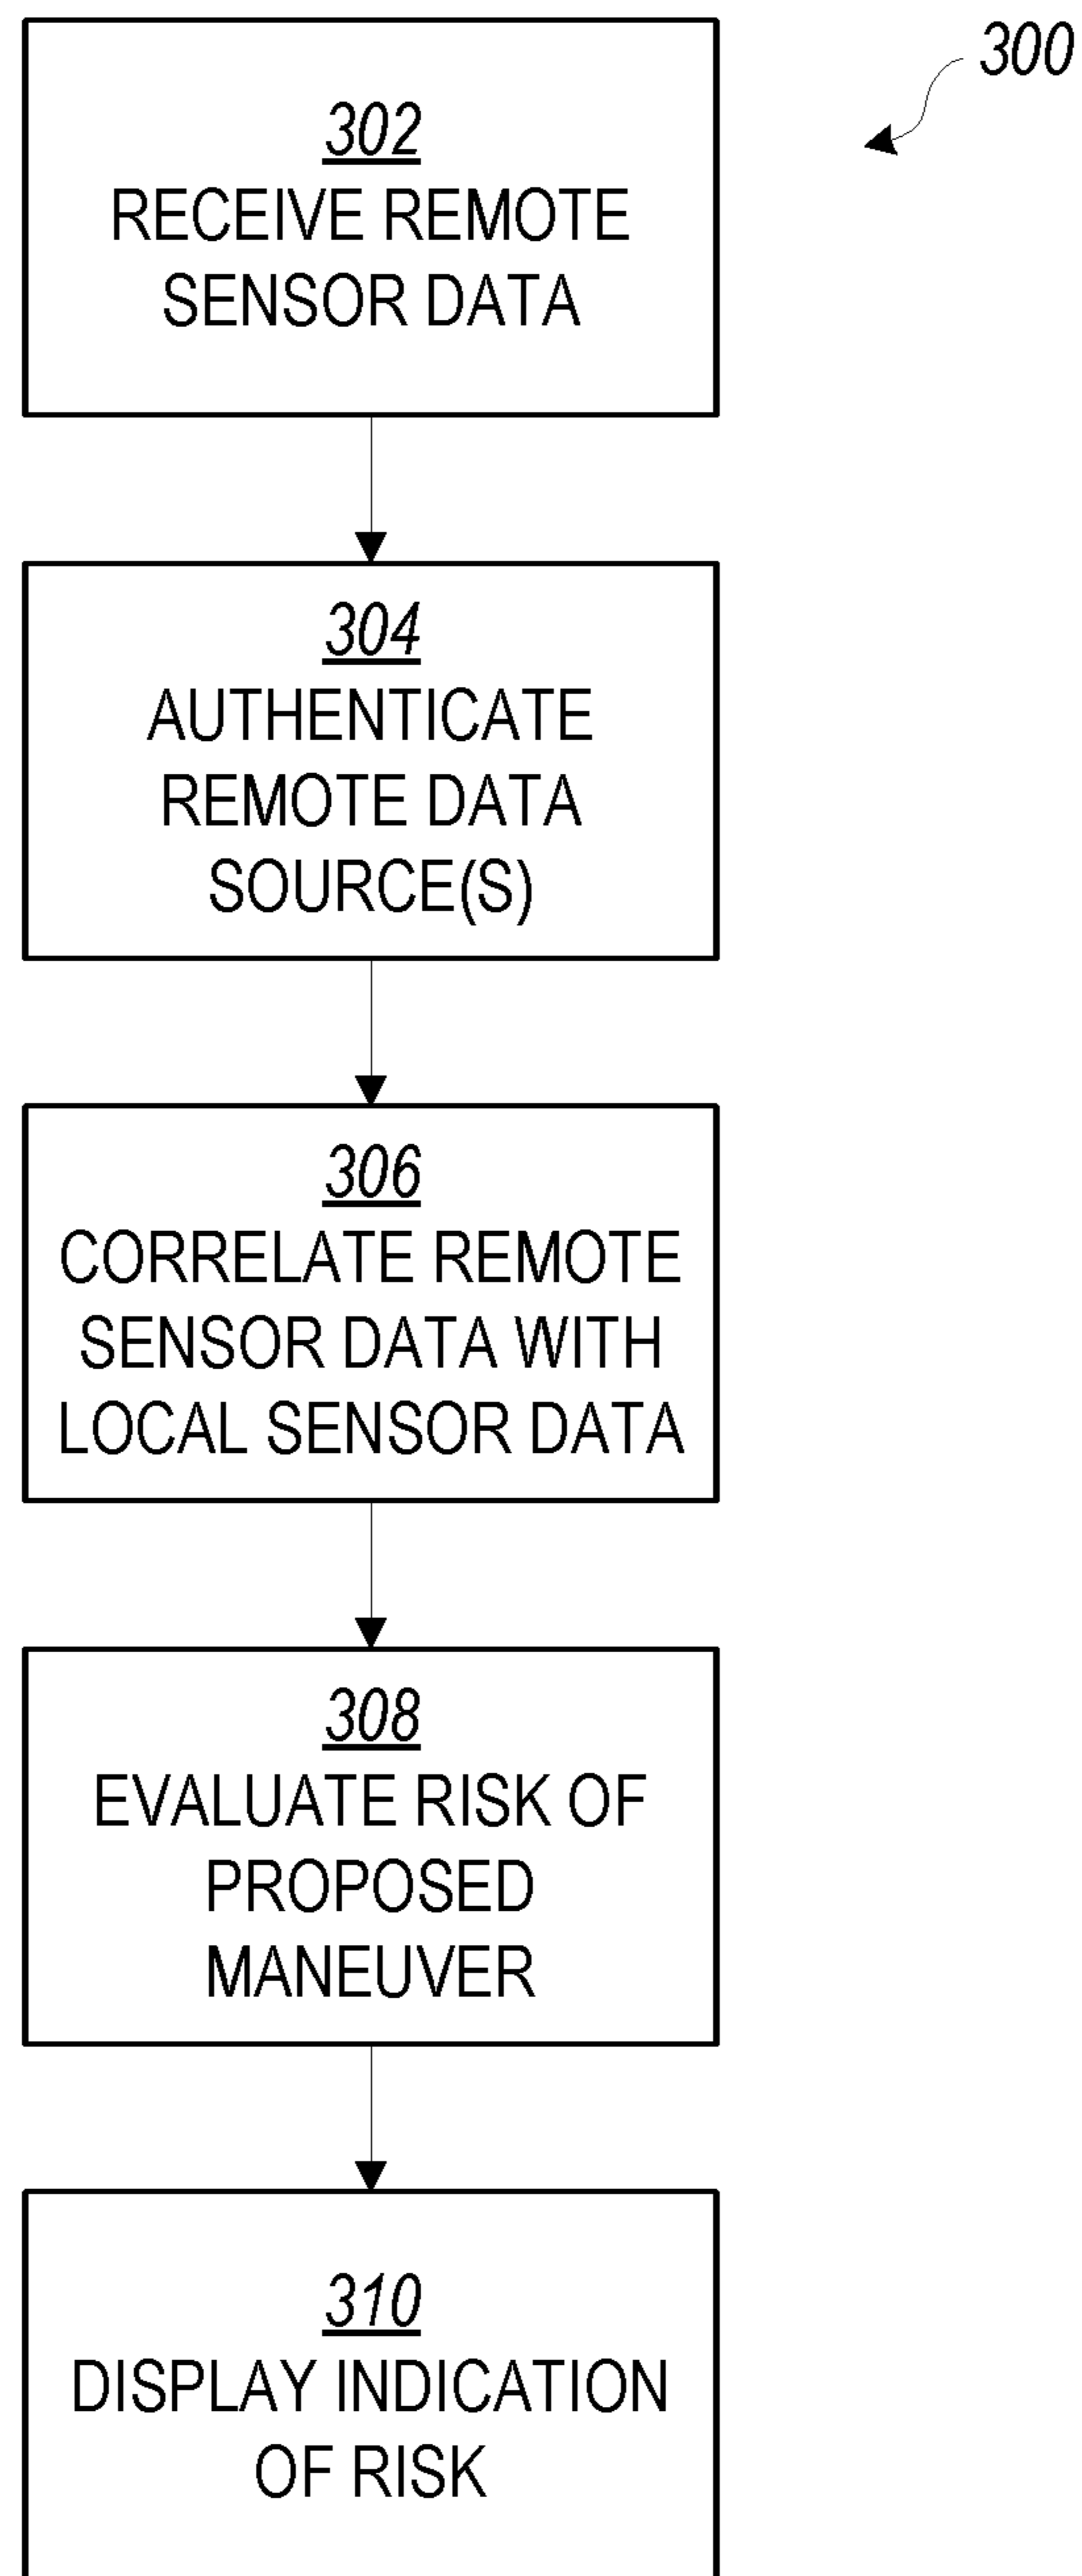 300
302
RECEIVE REMOTE
SENSOR DATA
304
AUTHENTICATE
REMOTE DATA
SOURCE(S)
306
CORRELATE REMOTE
SENSOR DATA WITH
LOCAL SENSOR DATA
308
EVALUATE RISK OF
PROPOSED
MANEUVER
310
DISPLAY INDICATION
OF RISK